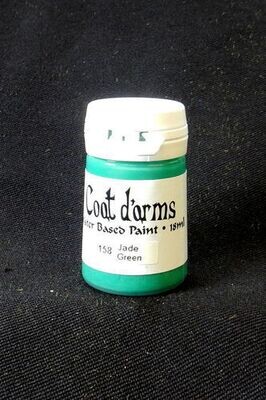 Coat d'arms
ter Based Paint • 18ml
158 Jade
Green